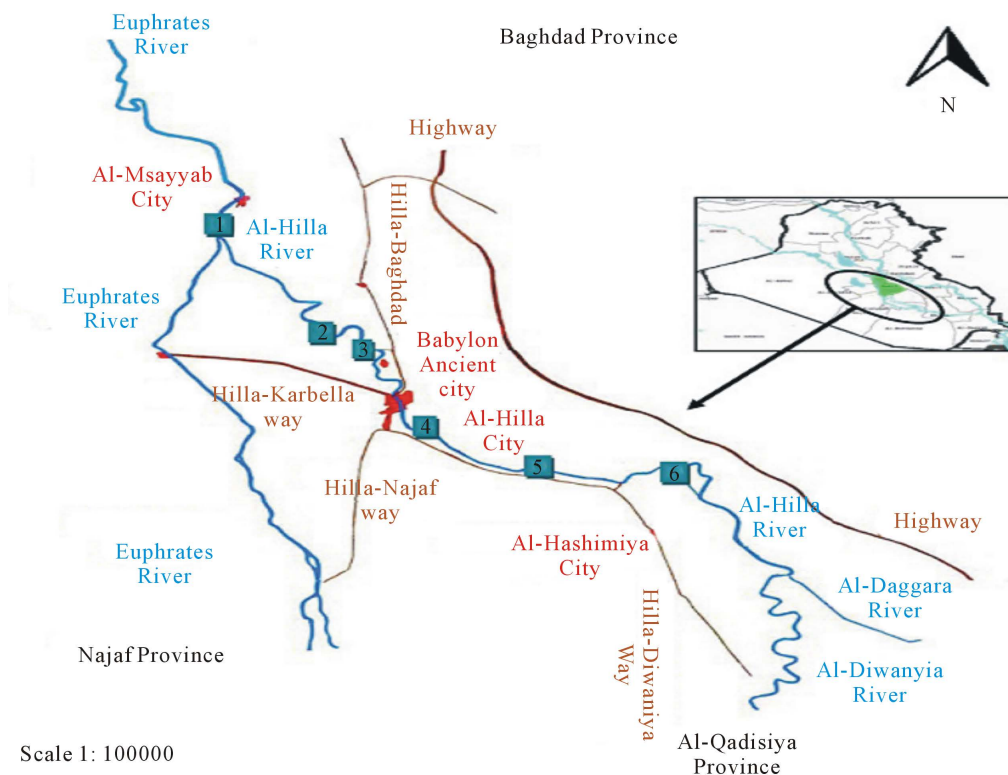 Euphrates
River
Baghdad Province
N
Highway
Al-Msayyab
City
1
Al-Hilla
River
Hilla-Baghdad
Euphrates
River
2
3
Babylon
Ancient
city
Hilla-Karbella
way
4
Al-Hilla
City
5
6
Hilla-Najaf
way
Al-Hilla
River
Highway
Al-Hashimiya
City
Euphrates
River
Al-Daggara
River
Hilla-Diwaniya
Way
Najaf Province
Al-Diwanyia
River
Scale 1: 100000
Al-Qadisiya
Province